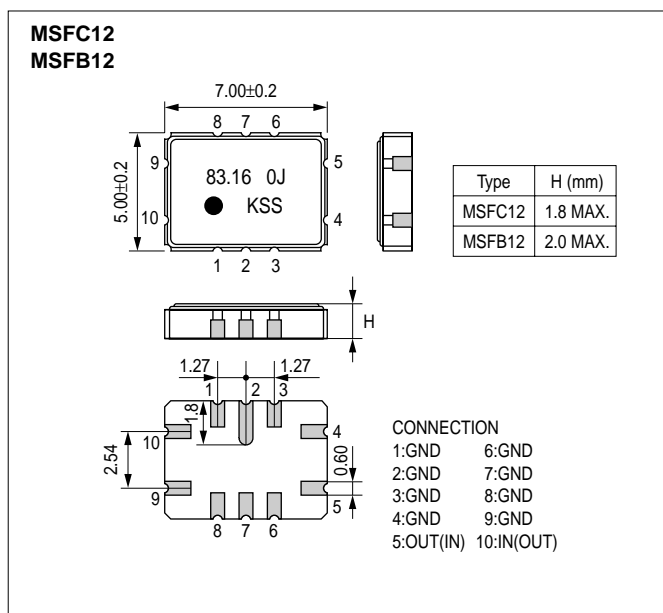 MSFC12
MSFB12
7.00±0.2
8 7 6
9
5
5.00±0.2
83.16 0J
KSS
10
4
1 2 3
Type H (mm)
MSFC12 1.8 MAX.
MSFB12 2.0 MAX.
H
1.27 1.27
1 2 3
1.8
10
4
2.54
0.60
9
5
8 7 6
CONNECTION
1:GND 6:GND
2:GND 7:GND
3:GND 8:GND
4:GND 9:GND
5:OUT(IN) 10:IN(OUT)